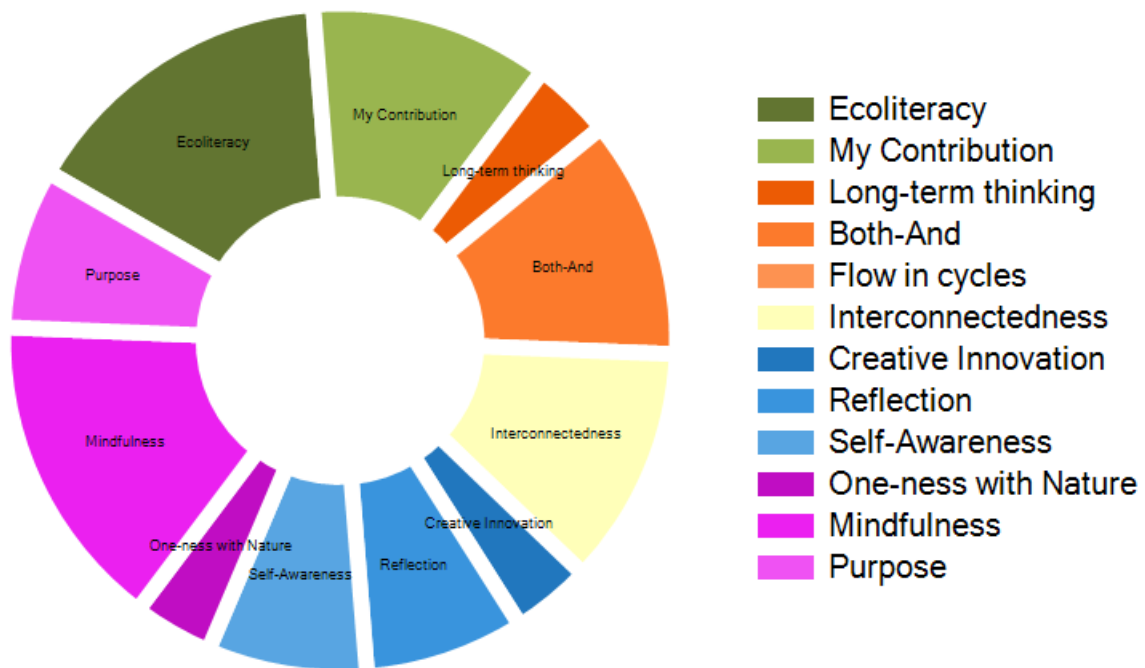 My Contribution
Ecoliteracy
Long-term thinking
Both-And
Purpose
Mindfulness
Interconnectedness
Creative Innovation
One-ness with Nature
Reflection
Self-Awareness
Ecoliteracy
My Contribution
Long-term thinking
Both-And
Flow in cycles
Interconnectedness
Creative Innovation
Reflection
Self-Awareness
One-ness with Nature
Mindfulness
Purpose